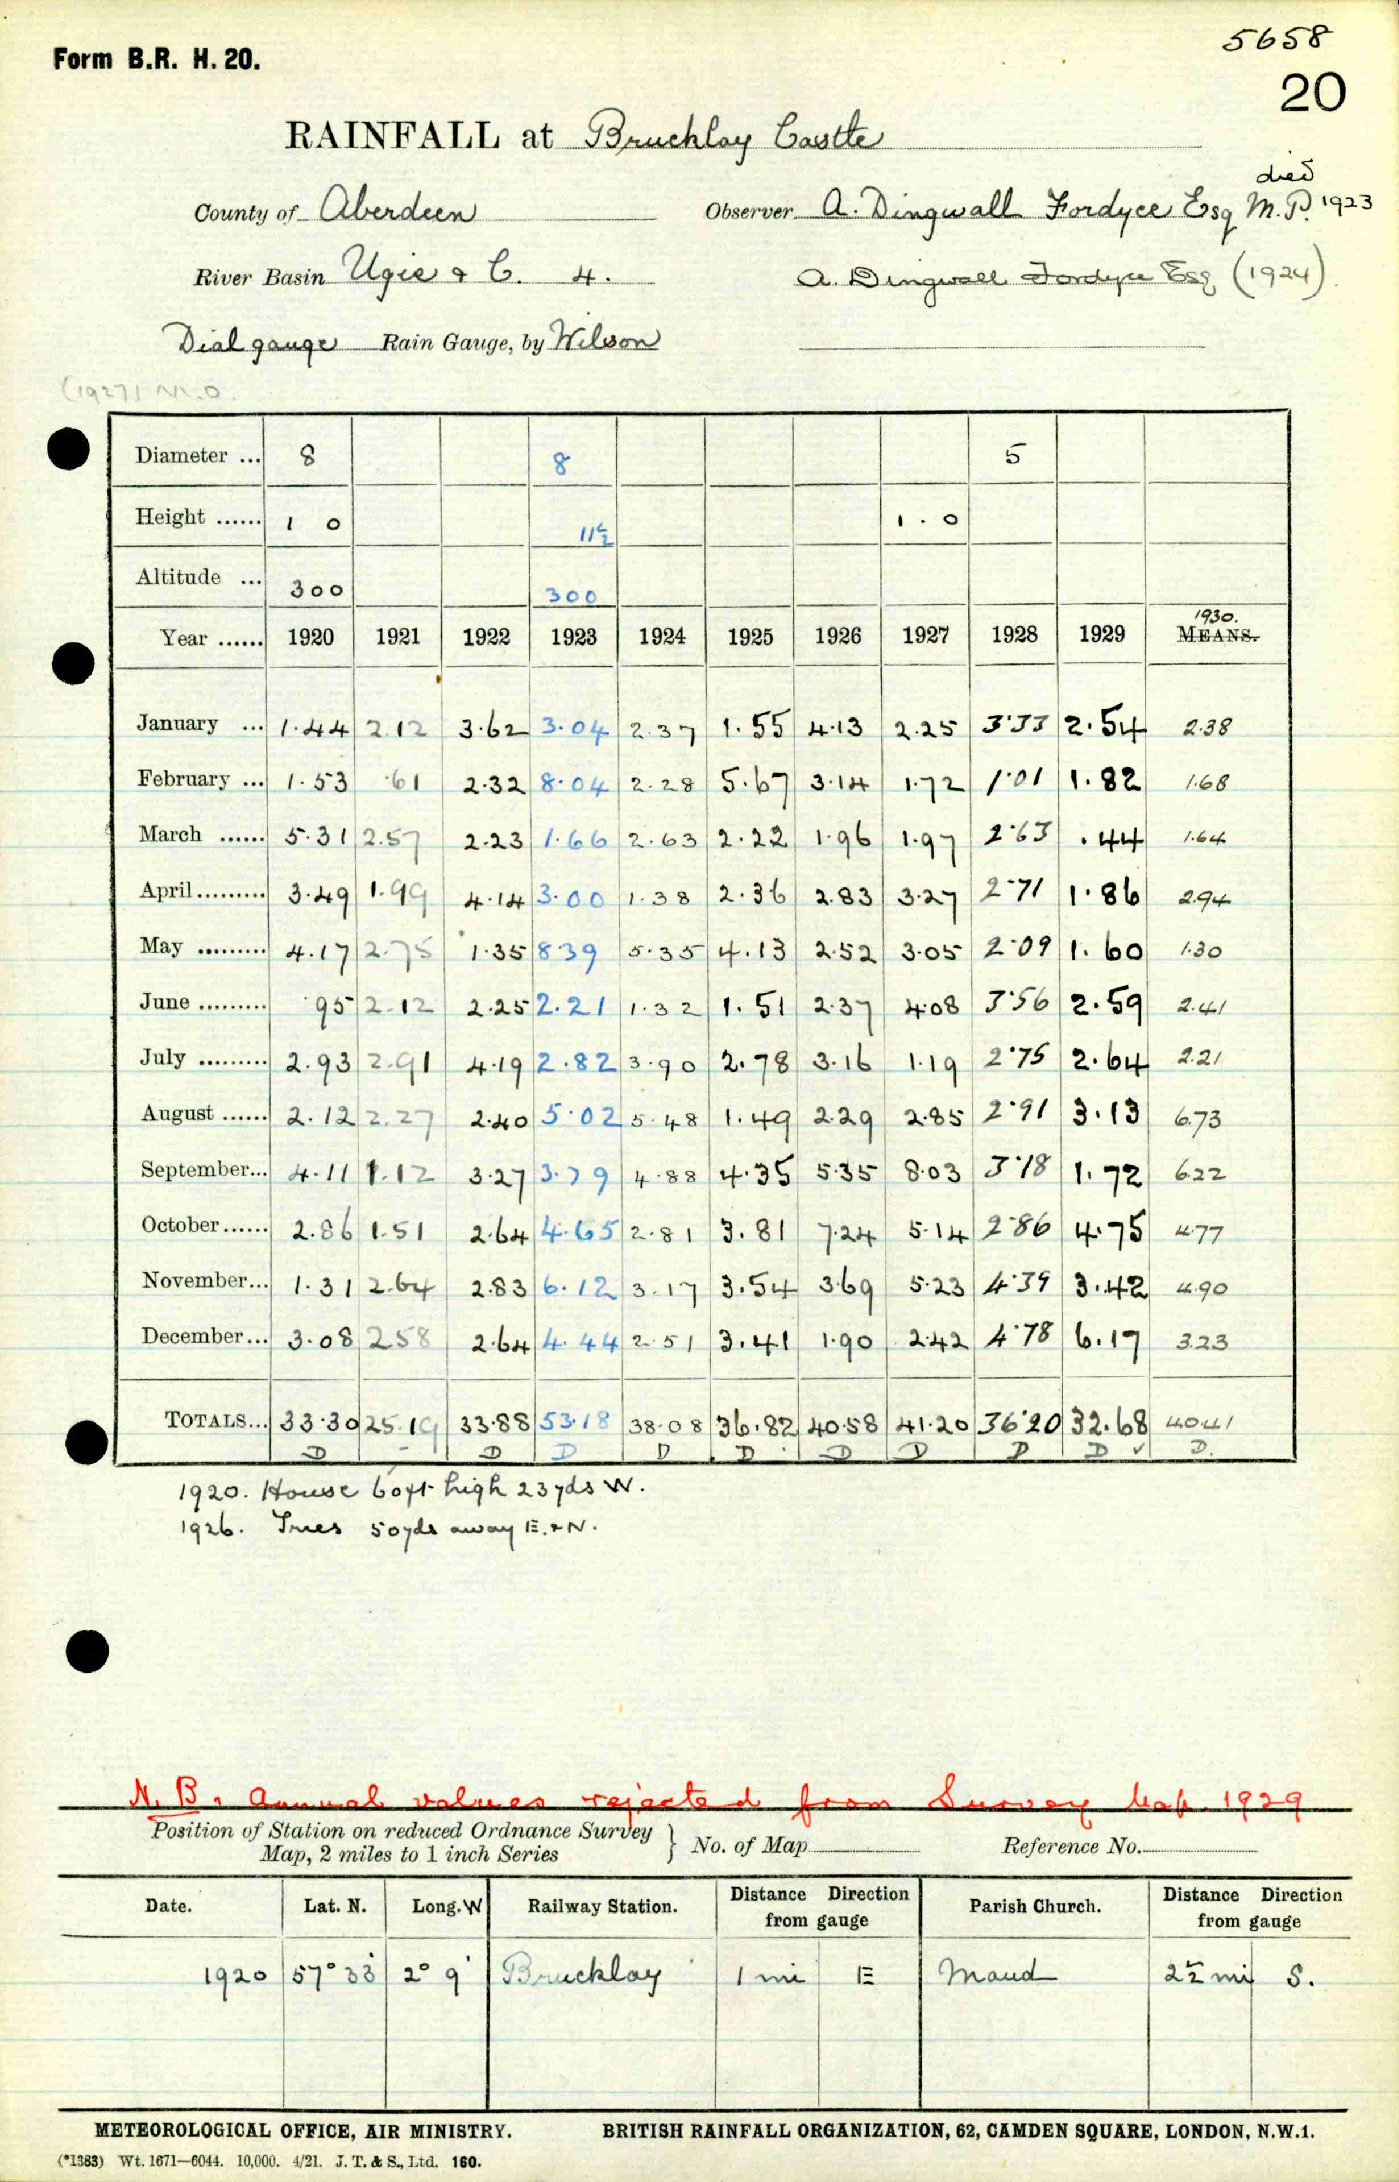 5658
Form B.R. H. 20.
20
RAINFALL at Brucklay Castle
died
County of Aberdeen Observer A. Dingwall Fordyce Esq M.P. 1923
River Basin Ugie & C. 4. A. Dingwall Fordyce Esq (1924)
Dial gauge Rain Gauge, by Wilson
(1927) M.O.
Diameter ... 8 8 5
Height ...... 1 0 11½ 1.0
Altitude ... 300 300
1930.
Year ...... 1920 1921 1922 1923 1924 1925 1926 1927 1928 1929 MEANS.
January ... 1.44 2.12 3.62 3.04 2.37 1.55 4.13 2.25 3.33 2.54 2.38
February ... 1.53 .61 2.32 8.04 2.28 5.67 3.14 1.72 1.01 1.82 1.68
March ...... 5.31 2.57 2.23 1.66 2.63 2.22 1.96 1.97 2.63 .44 1.64
April ......... 3.49 1.99 4.14 3.00 1.38 2.36 2.83 3.27 2.71 1.86 2.94
May ......... 4.17 2.75 1.35 8.39 5.35 4.13 2.52 3.05 2.09 1.60 1.30
June ......... .95 2.12 2.25 2.21 1.32 1.51 2.37 4.08 3.56 2.59 2.41
July ......... 2.93 2.91 4.19 2.82 3.90 2.78 3.16 1.19 2.75 2.64 2.21
August ...... 2.12 2.27 2.40 5.02 5.48 1.49 2.29 2.85 2.91 3.13 6.73
September... 4.11 1.12 3.27 3.79 4.88 4.35 5.35 8.03 3.18 1.72 6.22
October...... 2.86 1.51 2.64 4.65 2.81 3.81 7.24 5.14 2.86 4.75 4.77
November... 1.31 2.64 2.83 6.12 3.17 3.54 3.69 5.23 4.39 3.42 4.90
December... 3.08 2.58 2.64 4.44 2.51 3.41 1.90 2.42 4.78 6.17 3.23
TOTALS... 33.30 25.19 33.88 53.18 38.08 36.82 40.58 41.20 36.20 32.68 40.41
D D D D D D D D D ✓ D.
1920. House 60ft high 23yds W.
1926. Trees 50yds away E. & N.
N.B. Annual values rejected from Survey Map. 1929
Position of Station on reduced Ordnance Survey Map, 2 miles to 1 inch Series } No. of Map Reference No.
Date. Lat. N. Long. W Railway Station. Distance Direction from gauge Parish Church. Distance Direction from gauge
1920 57° 33' 2° 9' Brucklay 1 mi E Maud 2½ mi S.
METEOROLOGICAL OFFICE, AIR MINISTRY. BRITISH RAINFALL ORGANIZATION, 62, CAMDEN SQUARE, LONDON, N.W.1.
(*1383) Wt. 1671—6044. 10,000. 4/21. J. T. & S., Ltd. 160.